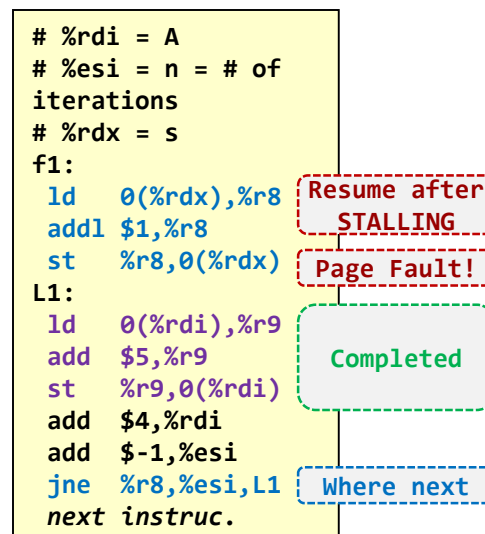 # %rdi = A
# %esi = n = # of
iterations
# %rdx = s
f1:
ld 0(%rdx),%r8
addl $1,%r8
st %r8,0(%rdx)
L1:
ld 0(%rdi),%r9
add $5,%r9
st %r9,0(%rdi)
add $4,%rdi
add $-1,%esi
jne %r8,%esi,L1
next instruc.
Resume after
STALLING
Page Fault!
Completed
Where next